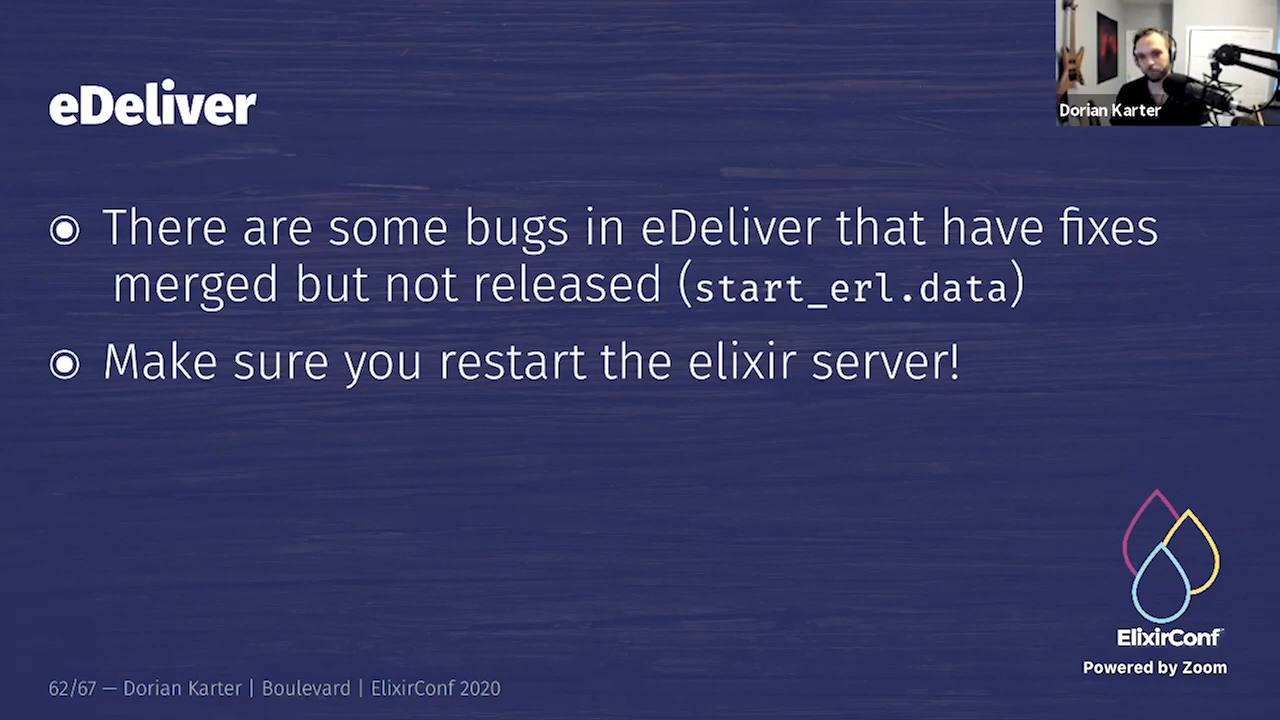 eDeliver
Dorian Karter
There are some bugs in eDeliver that have fixes
merged but not released (start_erl.data)
Make sure you restart the elixir server!
ElixirConf
Powered by Zoom
62/67 — Dorian Karter | Boulevard | ElixirConf 2020